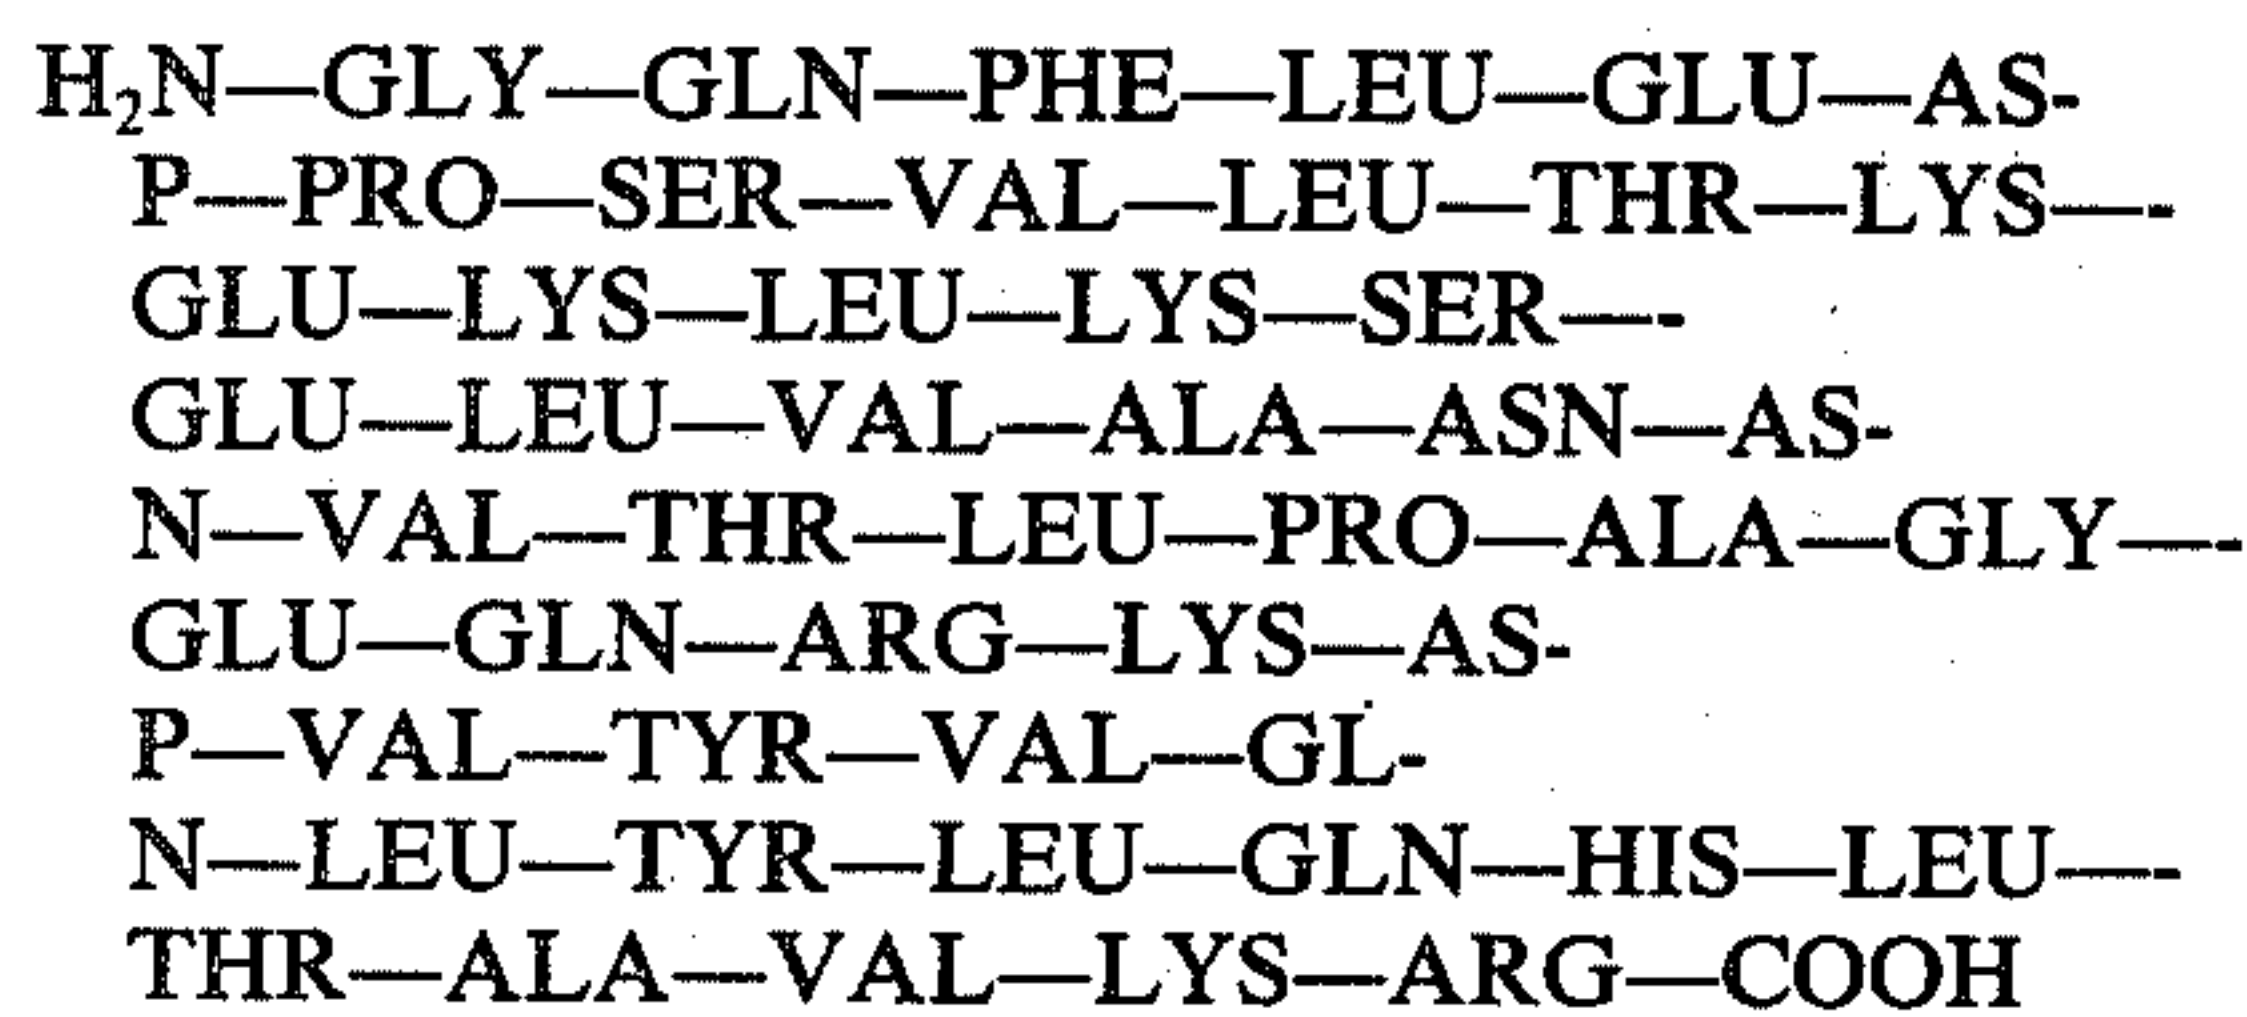 H₂N—GLY—GLN—PHE—LEU—GLU—AS-
P—PRO—SER—VAL—LEU—THR—LYS—-
GLU—LYS—LEU—LYS—SER—-
GLU—LEU—VAL—ALA—ASN—AS-
N—VAL—THR—LEU—PRO—ALA—GLY—-
GLU—GLN—ARG—LYS—AS-
P—VAL—TYR—VAL—GL-
N—LEU—TYR—LEU—GLN—HIS—LEU—-
THR—ALA—VAL—LYS—ARG—COOH